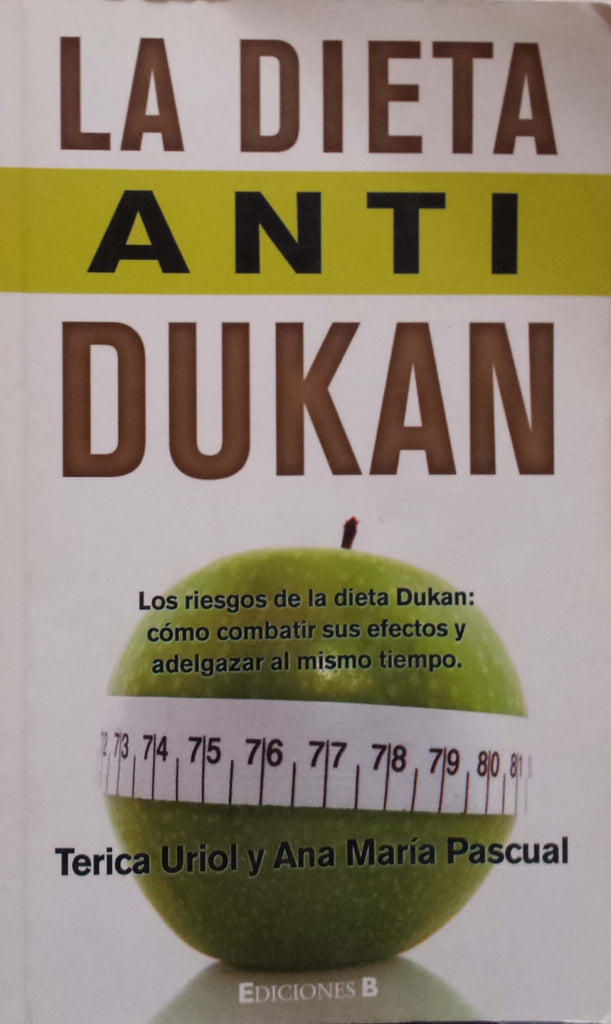 LA DIETA
ANTI
DUKAN
Los riesgos de la dieta Dukan:
cómo combatir sus efectos y
adelgazar al mismo tiempo.
73 74 75 76 77 78 79 80 81
Terica Uriol y Ana María Pascual
EDICIONES B